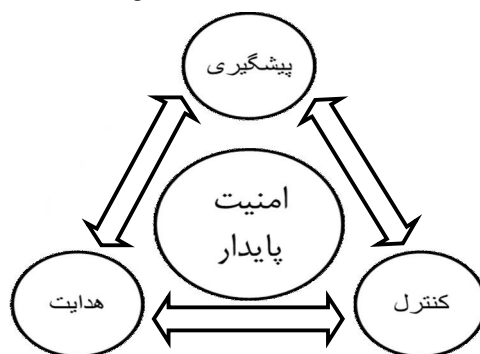 پیشگیری
امنیت
پایدار
کنترل
هدایت